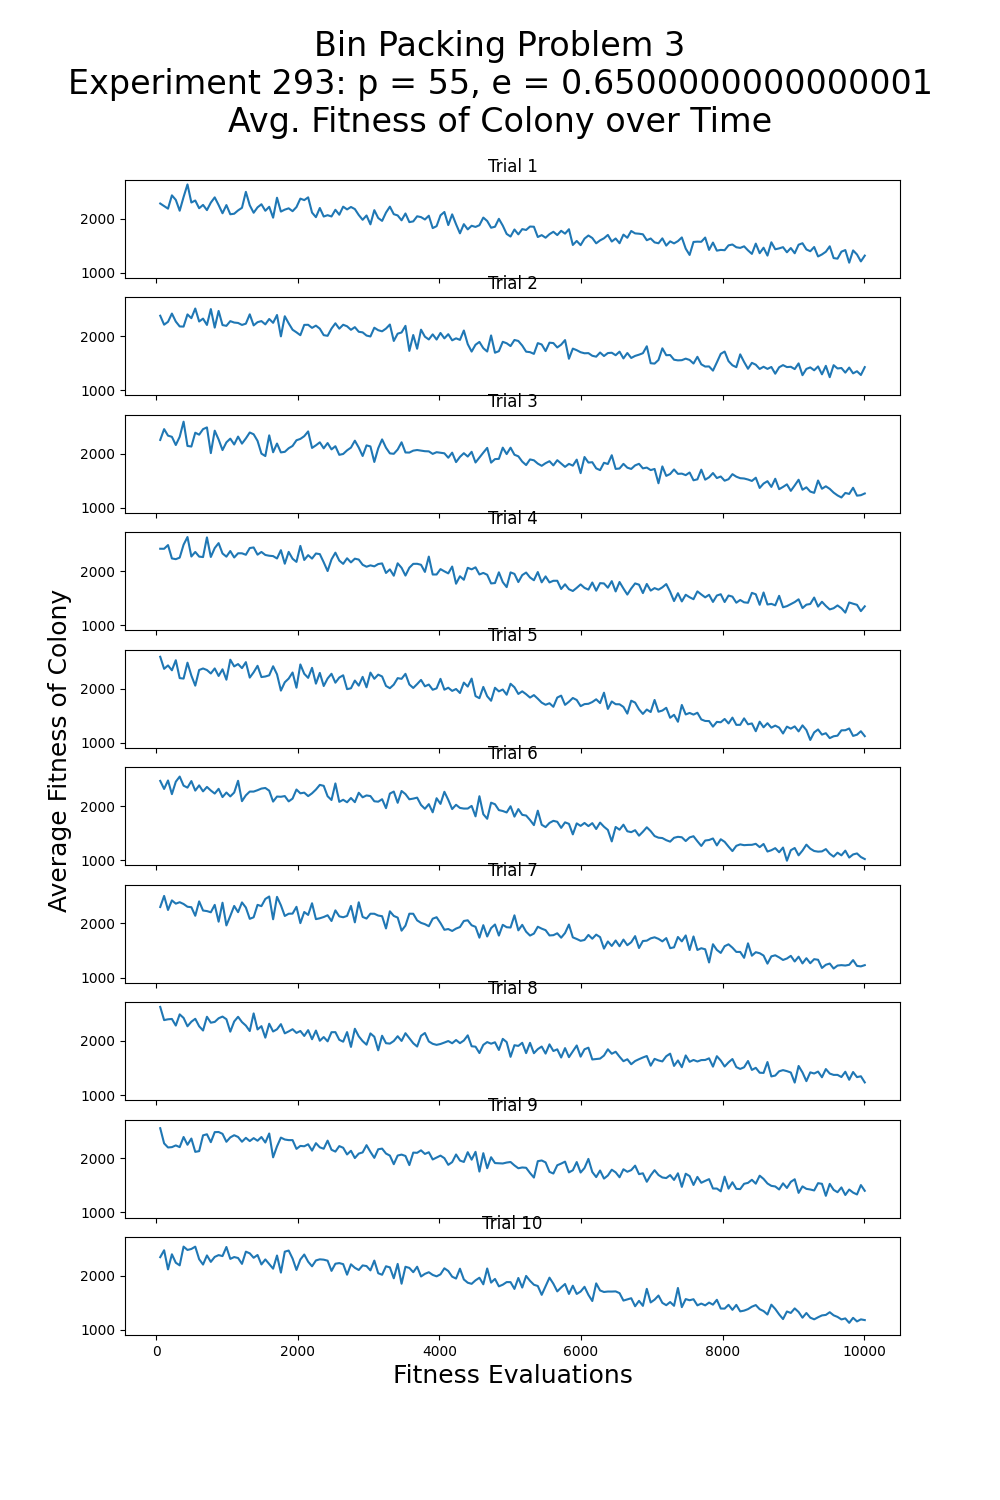 Bin Packing Problem 3
Experiment 293: p = 55, e = 0.6500000000000001
Avg. Fitness of Colony over Time
Trial 1
2000
1000
Trial 2
2000
1000
Trial 3
2000
1000
Trial 4
2000
1000
Trial 5
2000
1000
Trial 6
2000
1000
Trial 7
2000
1000
Trial 8
2000
1000
Trial 9
2000
1000
Trial 10
2000
1000
0 2000 4000 6000 8000 10000
Fitness Evaluations
Average Fitness of Colony